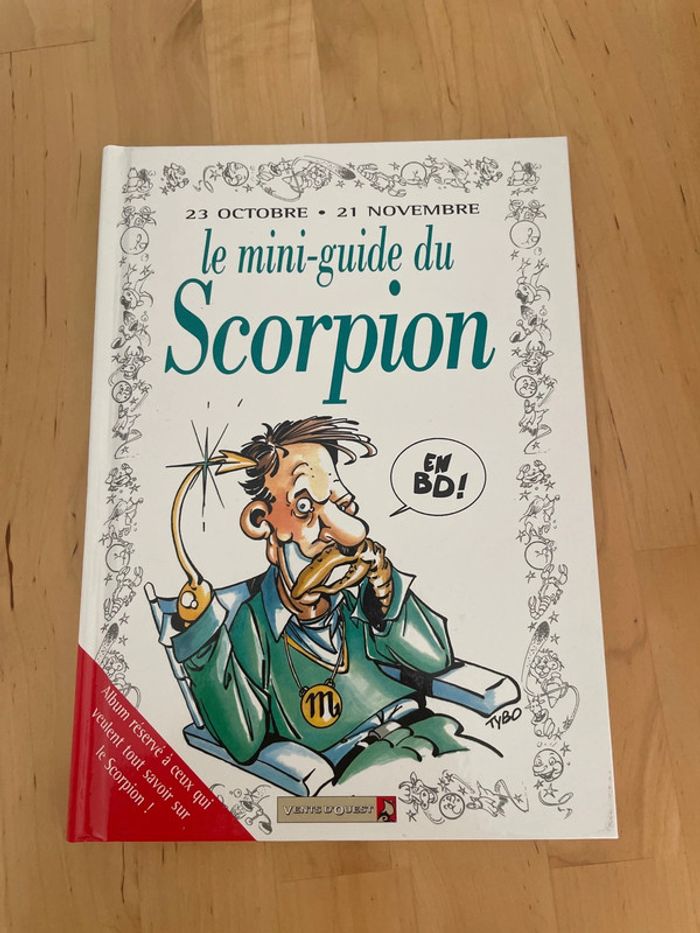 23 OCTOBRE • 21 NOVEMBRE
le mini-guide du
Scorpion
EN
BD!
TYBO
Album réservé à ceux qui
veulent tout savoir sur
le Scorpion !
VENTS D'OUEST